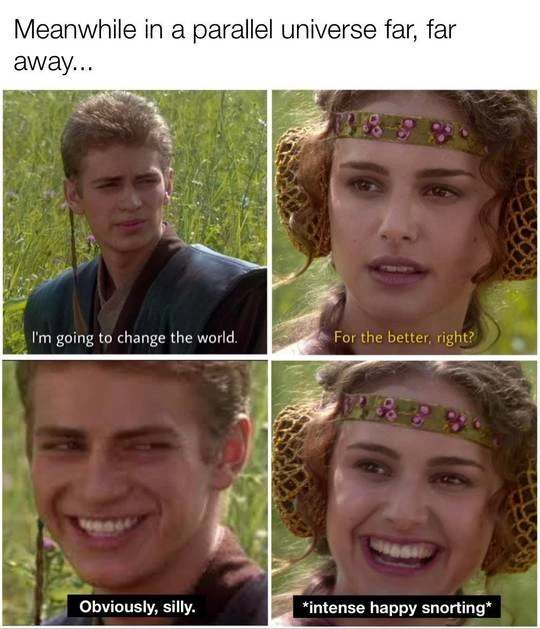 Meanwhile in a parallel universe far, far
away...
I'm going to change the world.
For the better, right?
Obviously, silly.
*intense happy snorting*